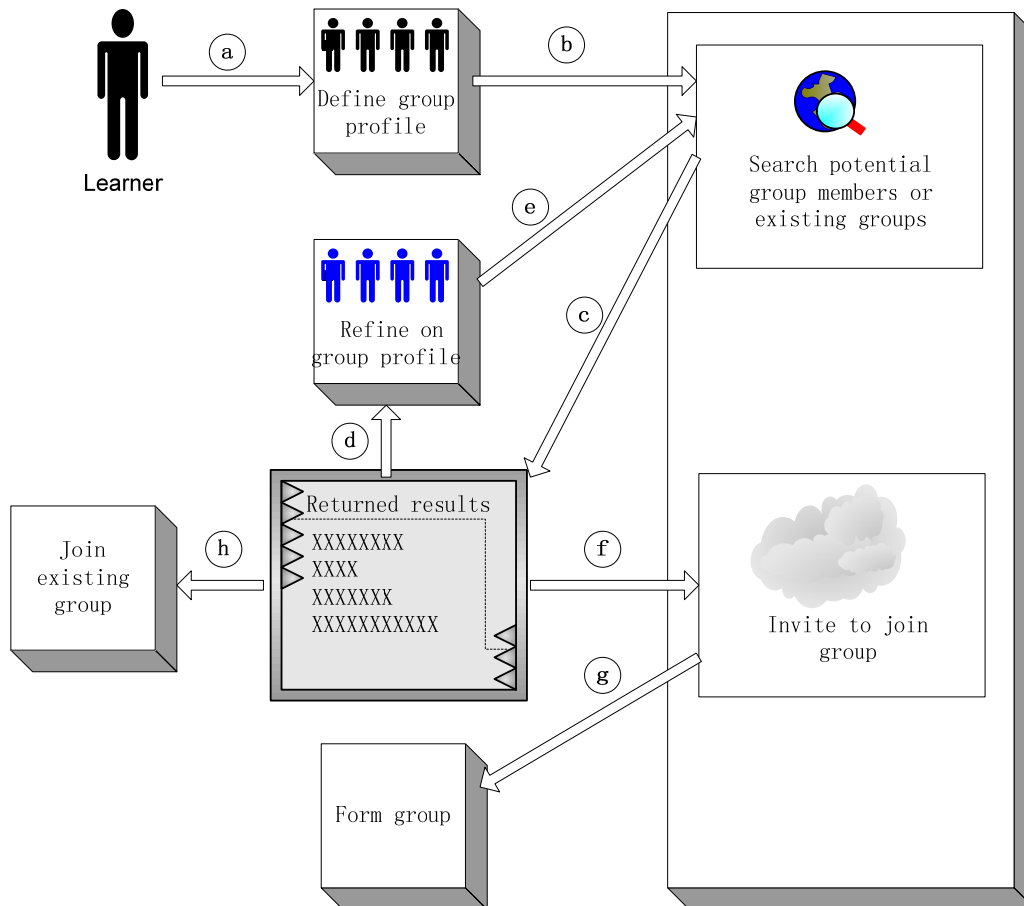 a
b
Define group
profile
Learner
Search potential
group members or
existing groups
e
c
Refine on
group profile
d
Returned results
XXXXXXXX
XXXX
XXXXXXX
XXXXXXXXXXX
h
Join
existing
group
f
Invite to join
group
g
Form group